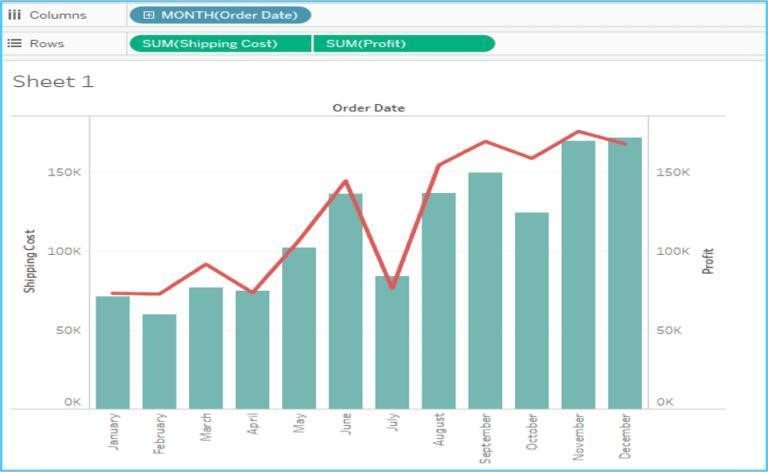 Columns
MONTH(Order Date)
Rows
SUM(Shipping Cost)
SUM(Profit)
Sheet 1
Order Date
150K
100K
50K
0K
Shipping Cost
150K
100K
50K
0K
Profit
January
February
March
April
May
June
July
August
September
October
November
December